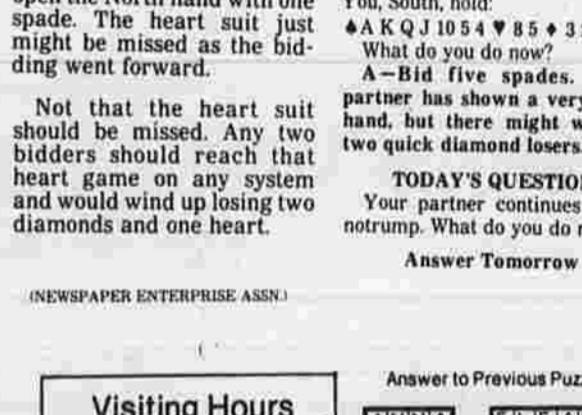 open the North hand with one
spade. The heart suit just
might be missed as the bid-
ding went forward.
Not that the heart suit
should be missed. Any two
bidders should reach that
heart game on any system
and would wind up losing two
diamonds and one heart.
(NEWSPAPER ENTERPRISE ASSN.)
Visiting Hours
You, South, hold:
♠ A K Q J 10 5 4 ♥ 8 5 ♦ 3
What do you do now?
A—Bid five spades.
partner has shown a very
hand, but there might
two quick diamond losers.
TODAY'S QUESTION
Your partner continues
notrump. What do you do
Answer Tomorrow
Answer to Previous Puz